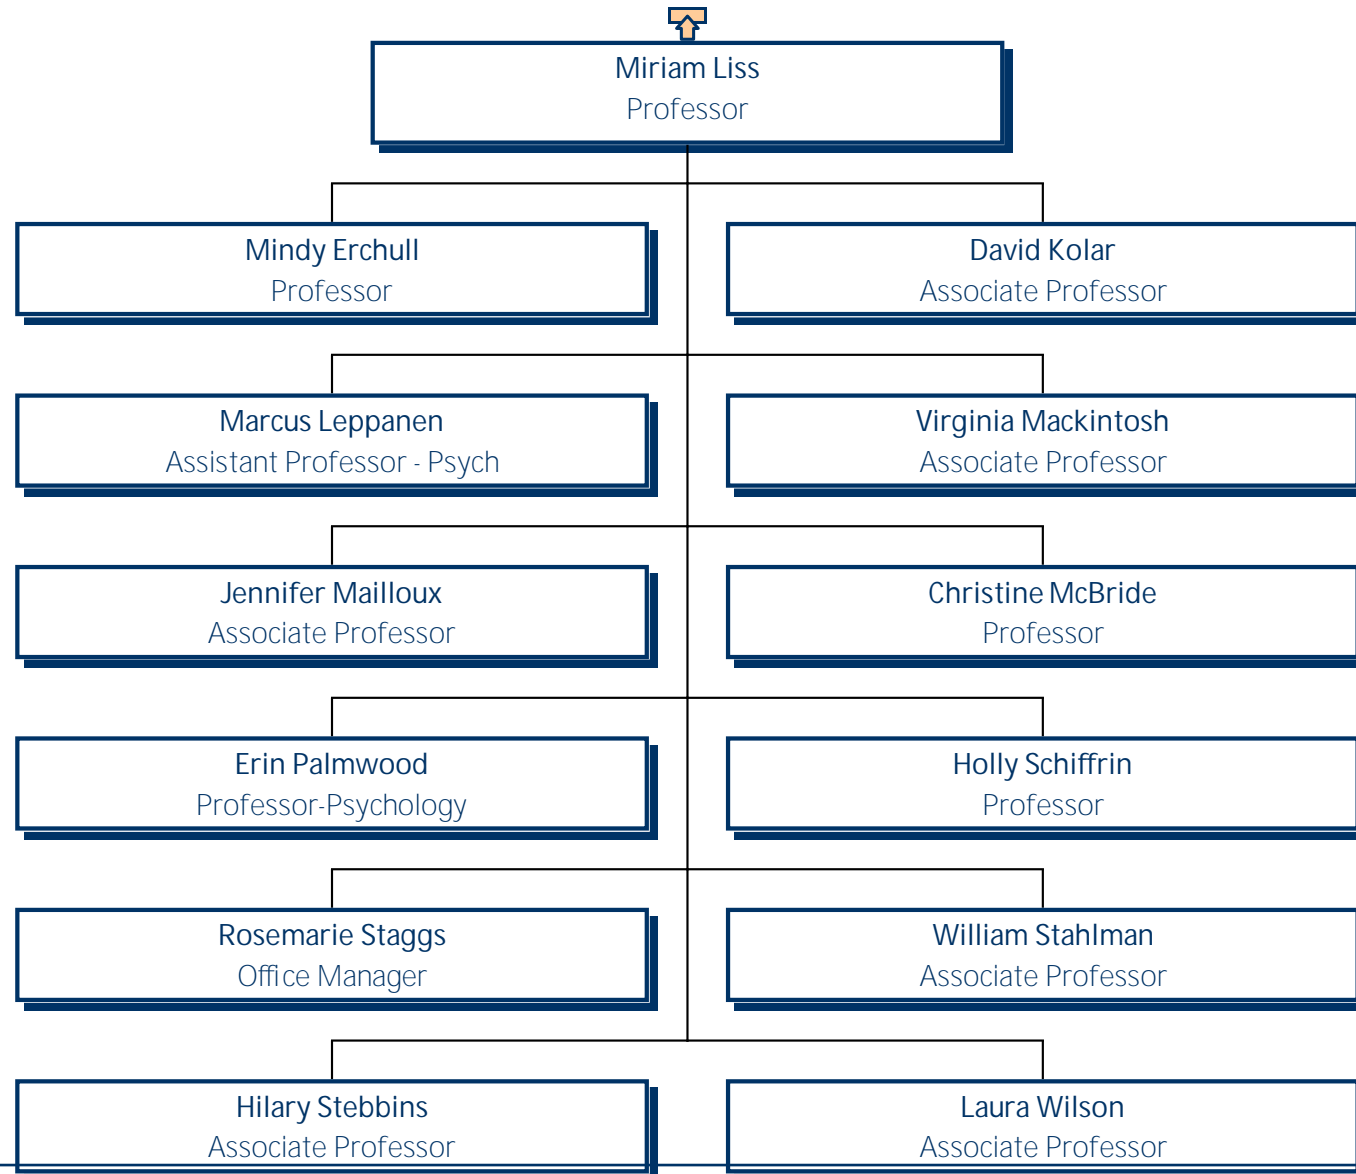 Miriam Liss
Professor
Mindy Erchull
Professor
David Kolar
Associate Professor
Marcus Leppanen
Assistant Professor - Psych
Virginia Mackintosh
Associate Professor
Jennifer Mailloux
Associate Professor
Christine McBride
Professor
Erin Palmwood
Professor-Psychology
Holly Schiffrin
Professor
Rosemarie Staggs
Office Manager
William Stahlman
Associate Professor
Hilary Stebbins
Associate Professor
Laura Wilson
Associate Professor